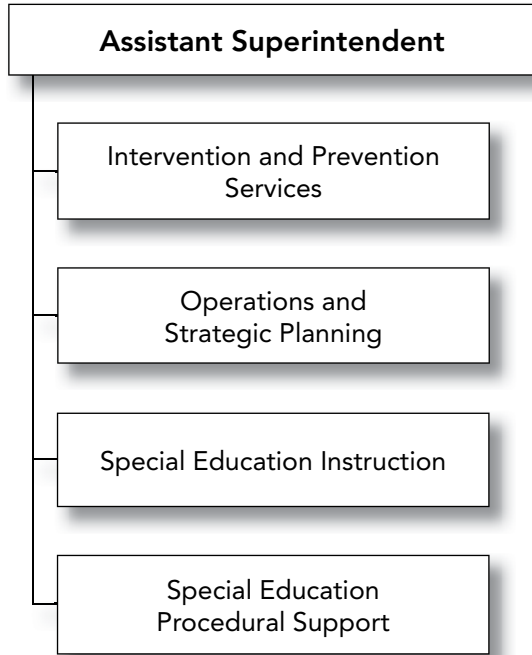 Assistant Superintendent
Intervention and Prevention
Services
Operations and
Strategic Planning
Special Education Instruction
Special Education
Procedural Support